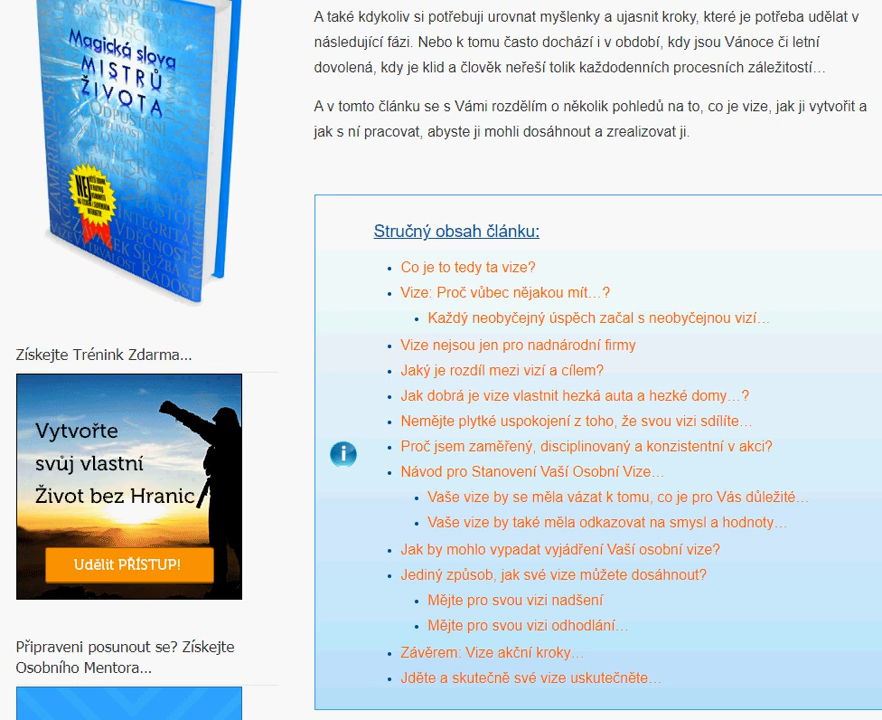 Magická slova
MISTRŮ
ŽIVOTA
ODPUŠTĚNÍ
INTEGRITA
VDĚČNOST
SLUŽBA
RADOST
NEJ
Získejte Trénink Zdarma...
Vytvořte
svůj vlastní
Život bez Hranic
Udělit PŘÍSTUP!
Připraveni posunout se? Získejte
Osobního Mentora...
A také kdykoliv si potřebuji urovnat myšlenky a ujasnit kroky, které je potřeba udělat v
následující fázi. Nebo k tomu často dochází i v období, kdy jsou Vánoce či letní
dovolená, kdy je klid a člověk neřeší tolik každodenních procesních záležitostí…
A v tomto článku se s Vámi rozdělím o několik pohledů na to, co je vize, jak ji vytvořit a
jak s ní pracovat, abyste ji mohli dosáhnout a zrealizovat ji.
Stručný obsah článku:
Co je to tedy ta vize?
Vize: Proč vůbec nějakou mít…?
Každý neobyčejný úspěch začal s neobyčejnou vizí…
Vize nejsou jen pro nadnárodní firmy
Jaký je rozdíl mezi vizí a cílem?
Jak dobrá je vize vlastnit hezká auta a hezké domy…?
Nemějte plytké uspokojení z toho, že svou vizi sdílíte…
Proč jsem zaměřený, disciplinovaný a konzistentní v akci?
Návod pro Stanovení Vaší Osobní Vize…
Vaše vize by se měla vázat k tomu, co je pro Vás důležité…
Vaše vize by také měla odkazovat na smysl a hodnoty…
Jak by mohlo vypadat vyjádření Vaší osobní vize?
Jediný způsob, jak své vize můžete dosáhnout?
Mějte pro svou vizi nadšení
Mějte pro svou vizi odhodlání…
Závěrem: Vize akční kroky…
Jděte a skutečně své vize uskutečněte…